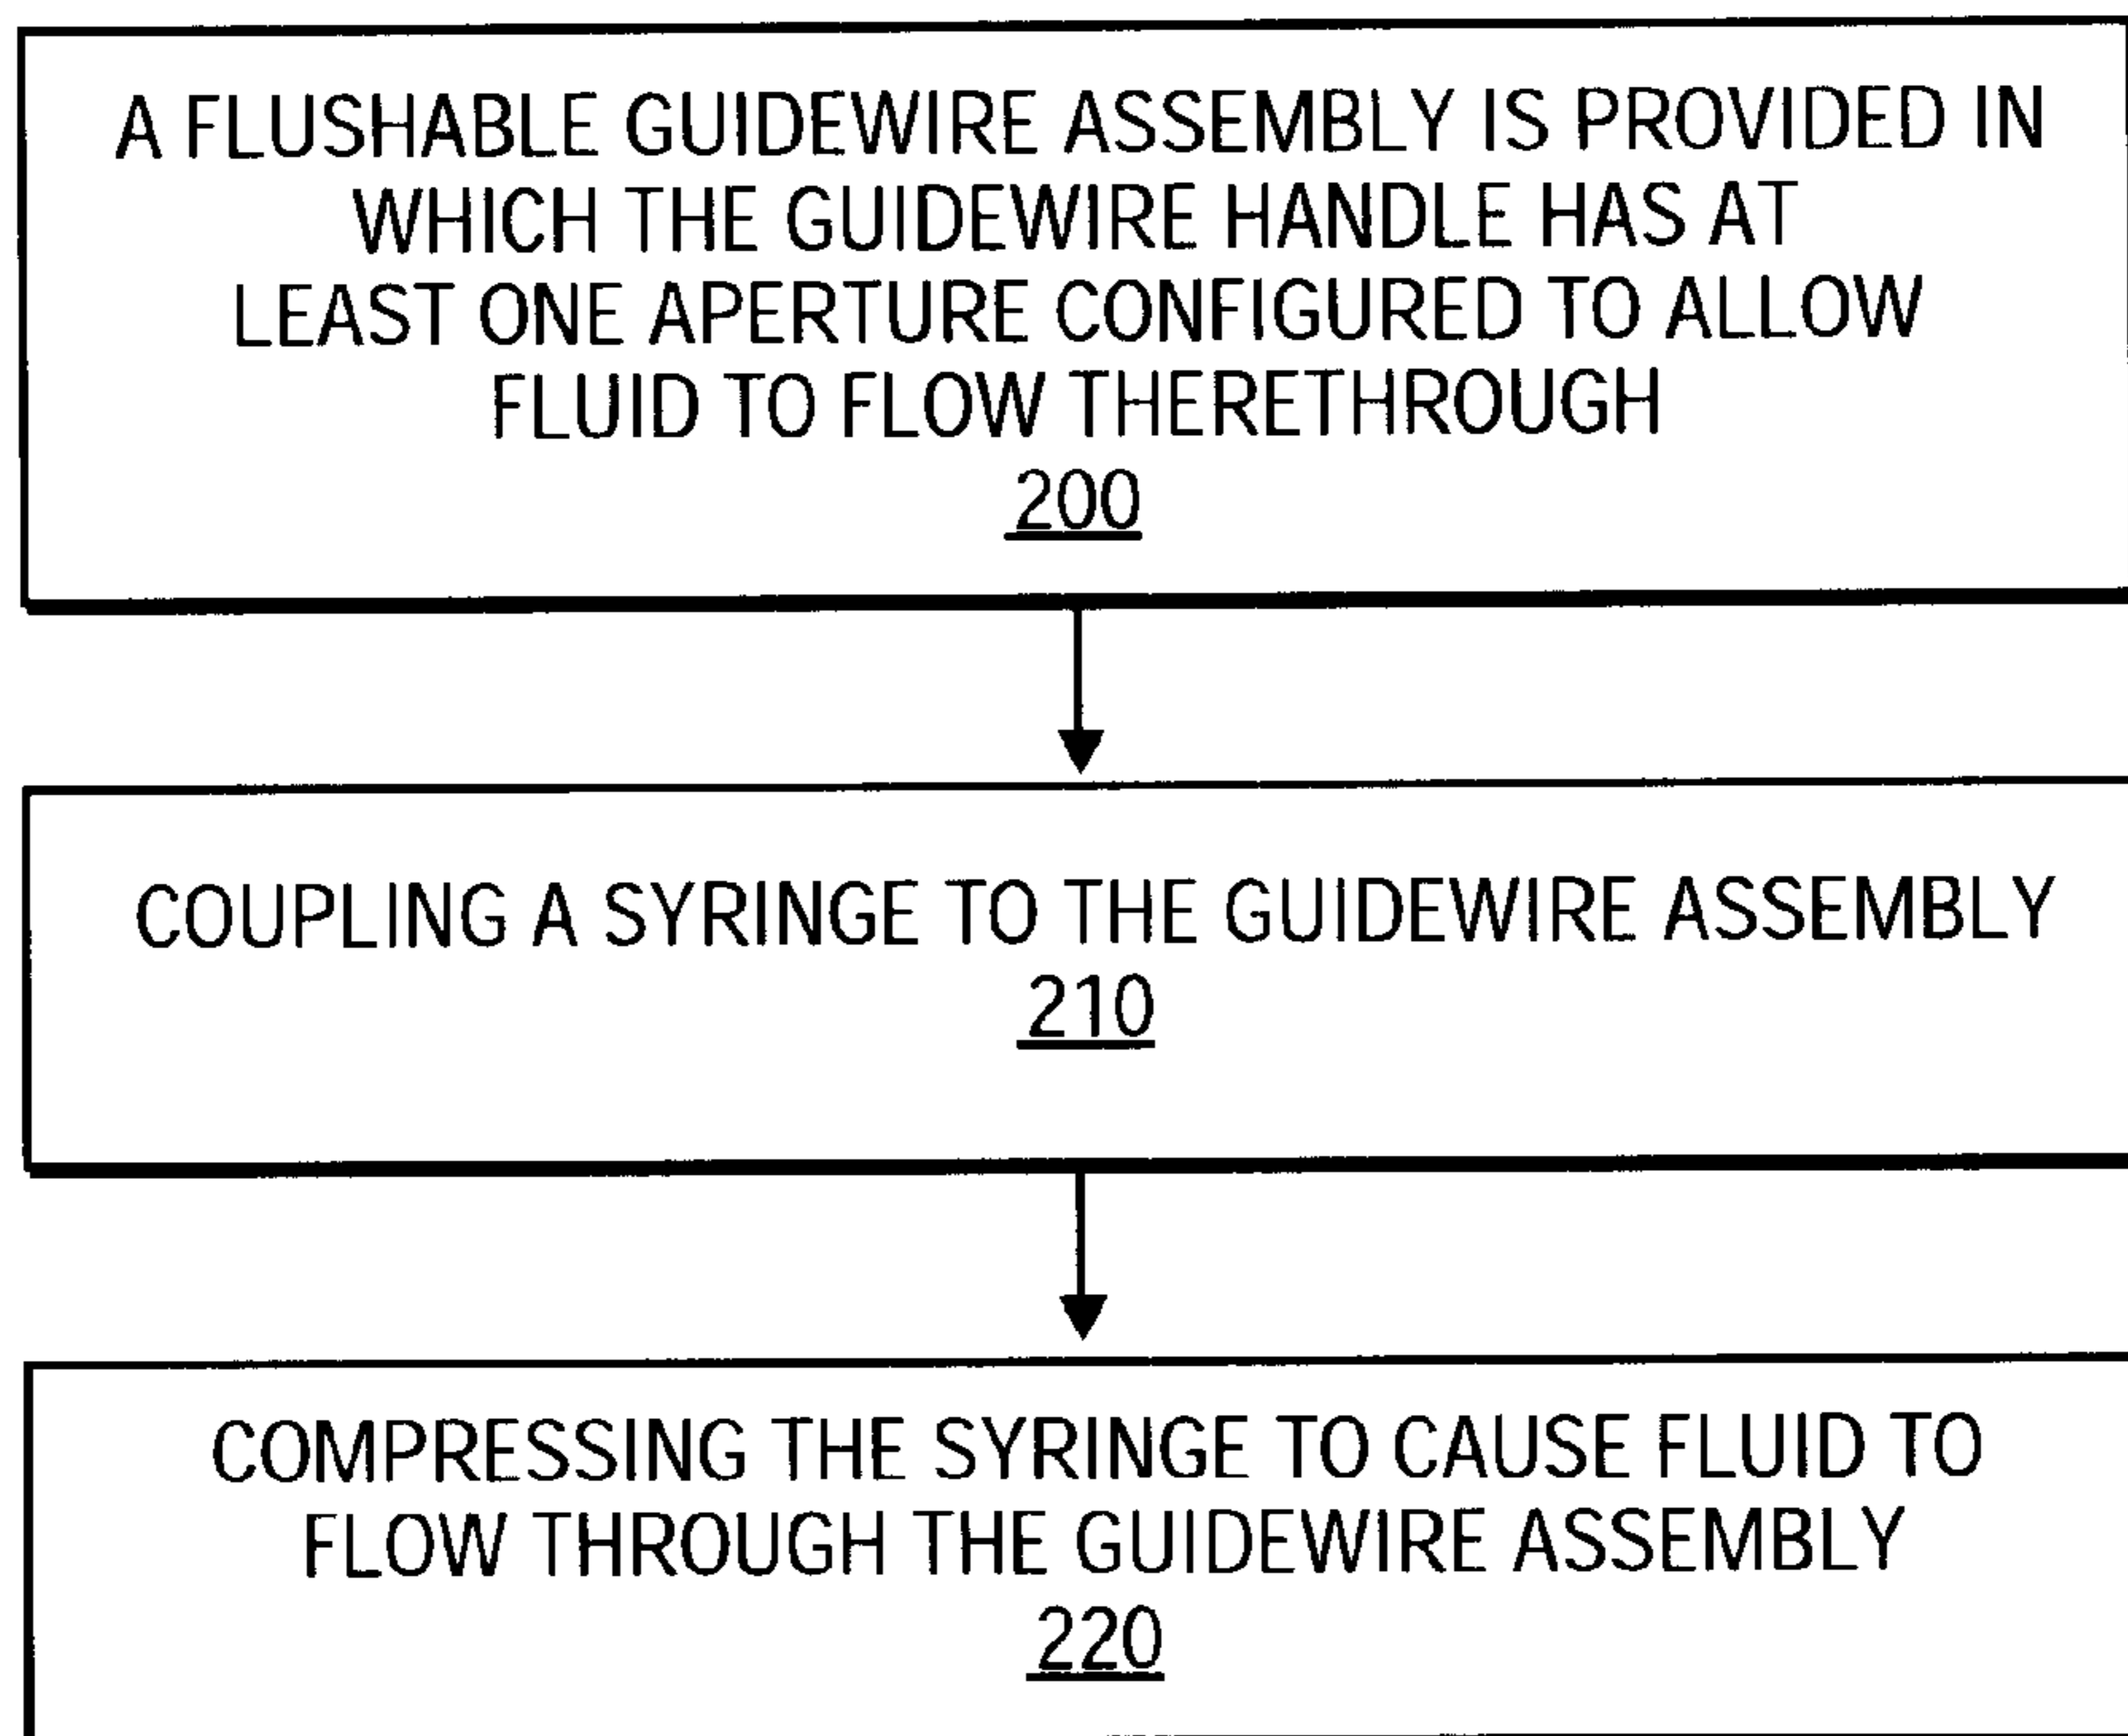 A FLUSHABLE GUIDEWIRE ASSEMBLY IS PROVIDED IN
WHICH THE GUIDEWIRE HANDLE HAS AT
LEAST ONE APERTURE CONFIGURED TO ALLOW
FLUID TO FLOW THERETHROUGH
200
COUPLING A SYRINGE TO THE GUIDEWIRE ASSEMBLY
210
COMPRESSING THE SYRINGE TO CAUSE FLUID TO
FLOW THROUGH THE GUIDEWIRE ASSEMBLY
220